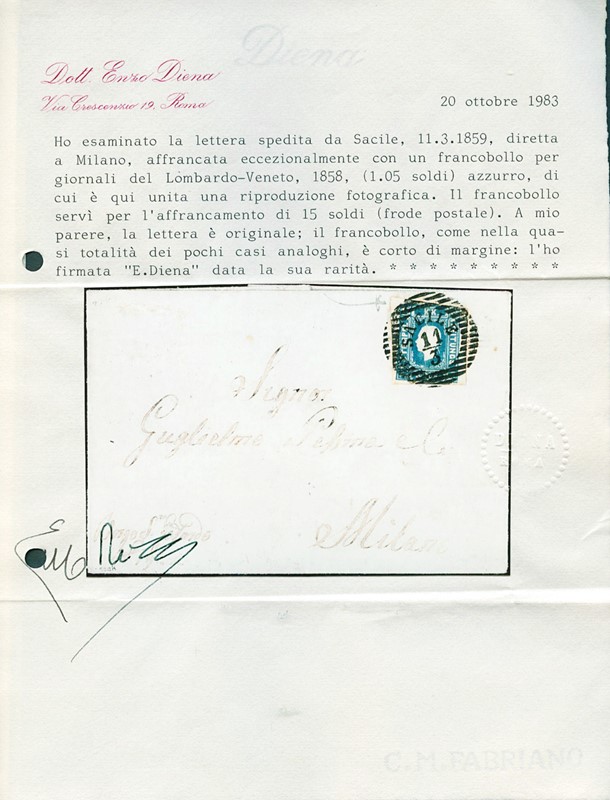 Diena
Dott. Enzo Diena
Via Crescenzio 19, Roma
20 ottobre 1983
Ho esaminato la lettera spedita da Sacile, 11.3.1859, diretta
a Milano, affrancata eccezionalmente con un francobollo per
giornali del Lombardo-Veneto, 1858, (1.05 soldi) azzurro, di
cui è qui unita una riproduzione fotografica. Il francobollo
servì per l'affrancamento di 15 soldi (frode postale). A mio
parere, la lettera è originale; il francobollo, come nella qua-
si totalità dei pochi casi analoghi, è corto di margine: l'ho
firmata "E.Diena" data la sua rarità. * * * * * * * * *
SACILE
11
3
Guglielmo
Milano
C.M.FABRIANO